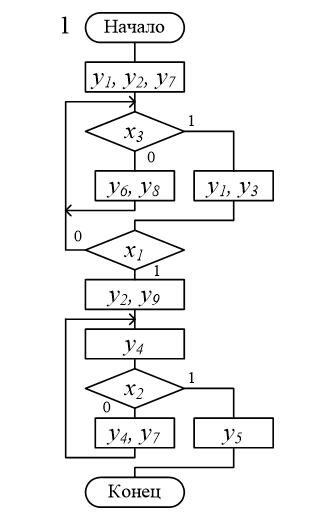 1 Начало
y1, y2, y7
x3
1
0
y6, y8
y1, y3
0
x1
1
y2, y9
y4
x2
1
0
y4, y7
y5
Конец